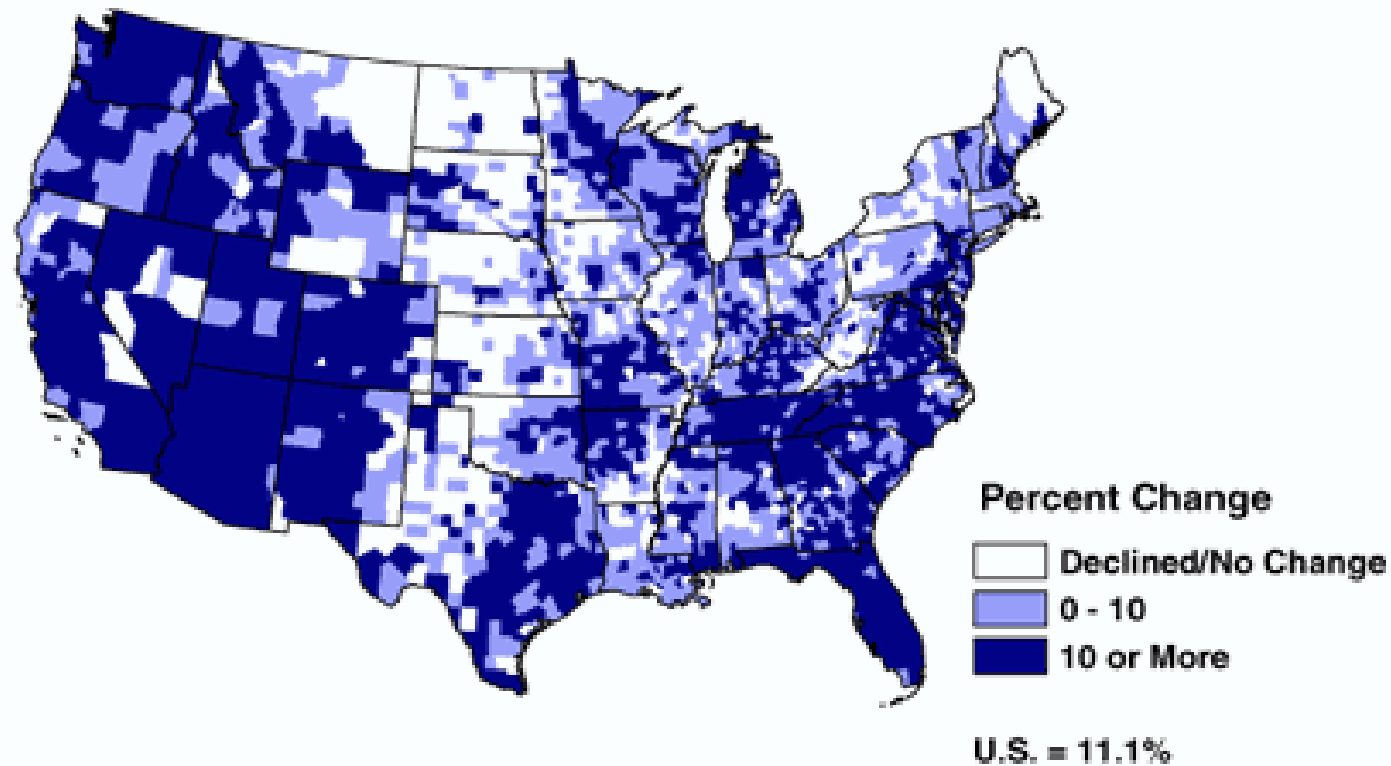 Percent Change
Declined/No Change
0 - 10
10 or More
U.S. = 11.1%